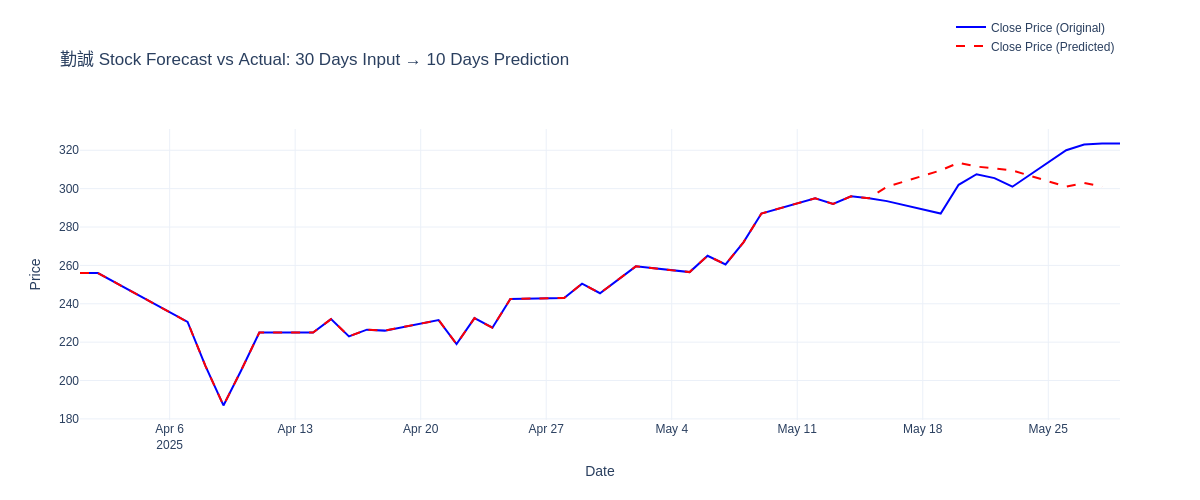 勤誠 Stock Forecast vs Actual: 30 Days Input → 10 Days Prediction
Close Price (Original)
Close Price (Predicted)
Price
320
300
280
260
240
220
200
180
Apr 6
2025
Apr 13
Apr 20
Apr 27
May 4
May 11
May 18
May 25
Date